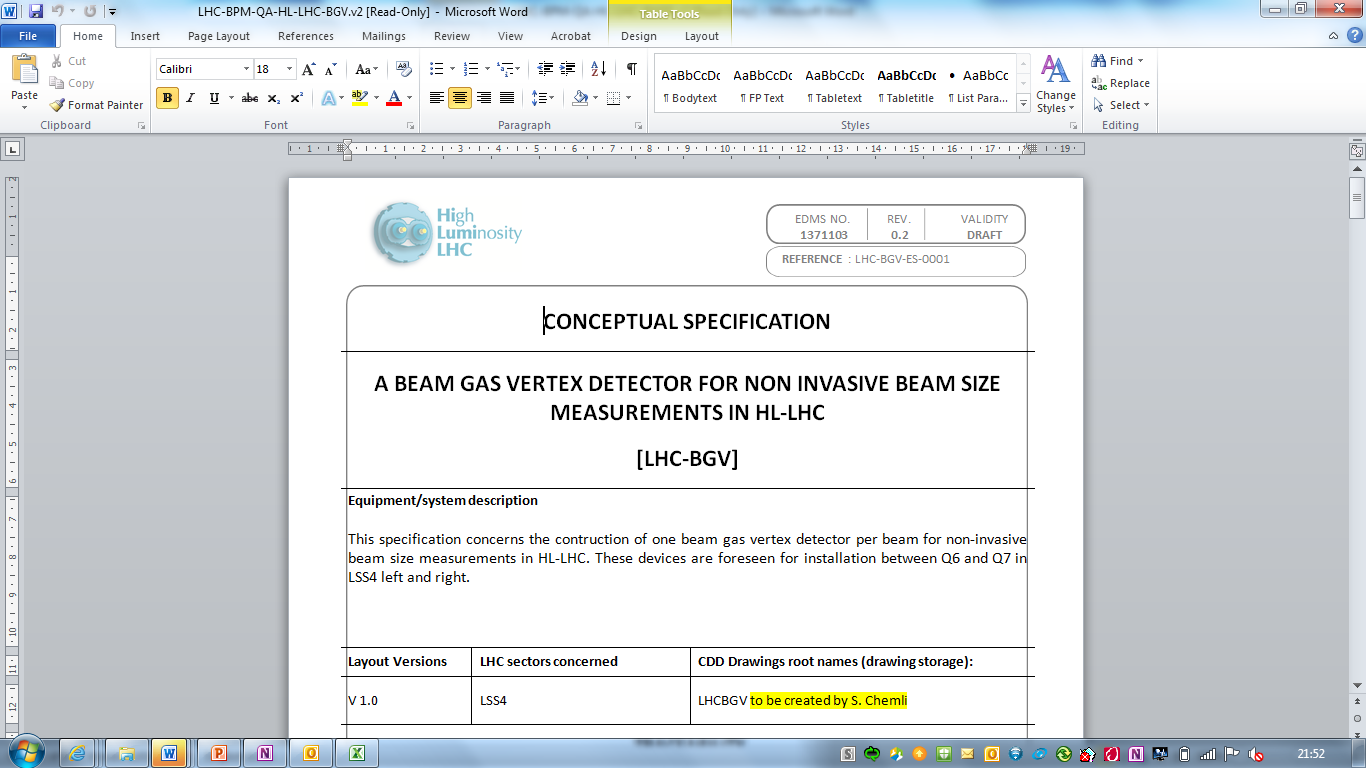 LHC-BPM-QA-HL-LHC-BGV.v2 [Read-Only] - Microsoft Word
Table Tools
File Home Insert Page Layout References Mailings Review View Acrobat Design Layout
Paste
Cut
Copy
Format Painter
Clipboard
Calibri 18
Font
Paragraph
AaBbCcDc AaBbCcDc AaBbCcDc AaBbCcDc • AaBbCc
¶ Bodytext ¶ FP Text ¶ Tabletext ¶ Tabletitle ¶ List Para...
Styles
Change Styles
Find
Replace
Select
Editing
High
Luminosity
LHC
EDMS NO. REV. VALIDITY
1371103 0.2 DRAFT
REFERENCE : LHC-BGV-ES-0001
CONCEPTUAL SPECIFICATION
A BEAM GAS VERTEX DETECTOR FOR NON INVASIVE BEAM SIZE
MEASUREMENTS IN HL-LHC
[LHC-BGV]
Equipment/system description
This specification concerns the contruction of one beam gas vertex detector per beam for non-invasive
beam size measurements in HL-LHC. These devices are foreseen for installation between Q6 and Q7 in
LSS4 left and right.
Layout Versions LHC sectors concerned CDD Drawings root names (drawing storage):
V 1.0 LSS4 LHCBGV to be created by S. Chemli
21:52